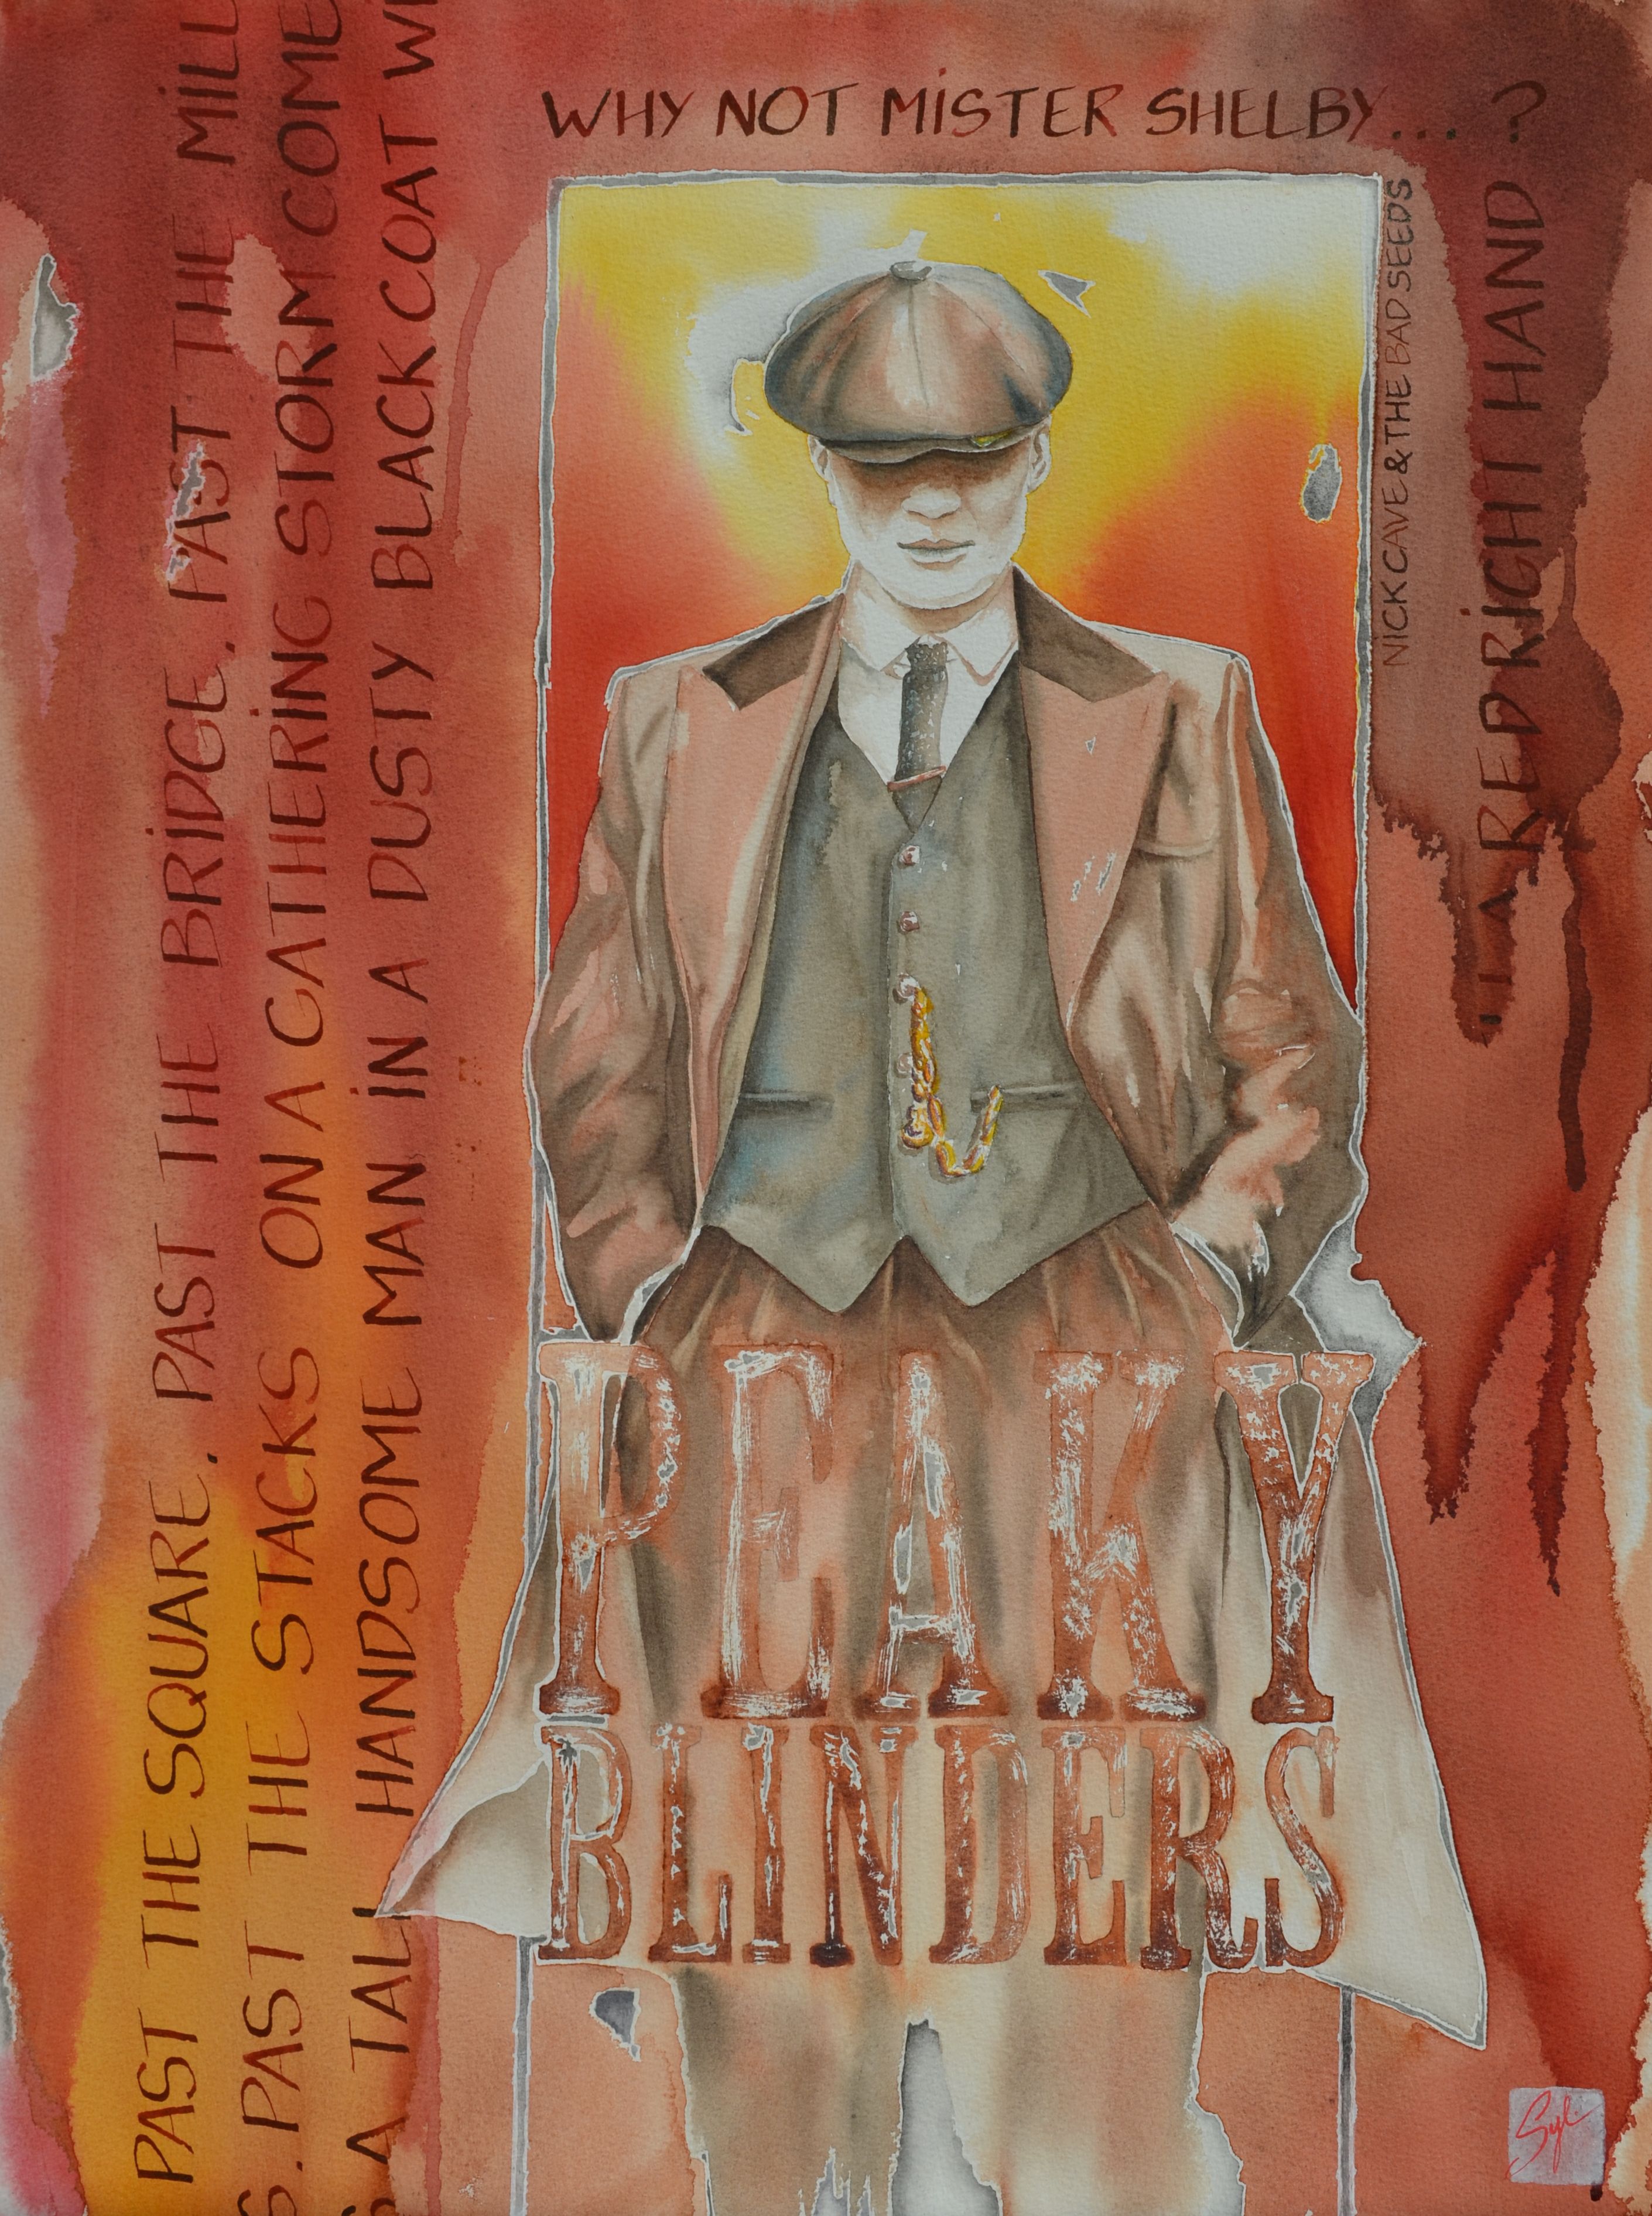 WHY NOT MISTER SHELBY... ?
PAST THE SQUARE. PAST THE BRIDGE. PAST THE MILL
S. PAST THE STACKS ON A GATHERING STORM COME
S A TALL HANDSOME MAN IN A DUSTY BLACK COAT WI
NICK CAVE & THE BAD SEEDS
A RED RIGHT HAND
PEAKY
BLINDERS
Syl